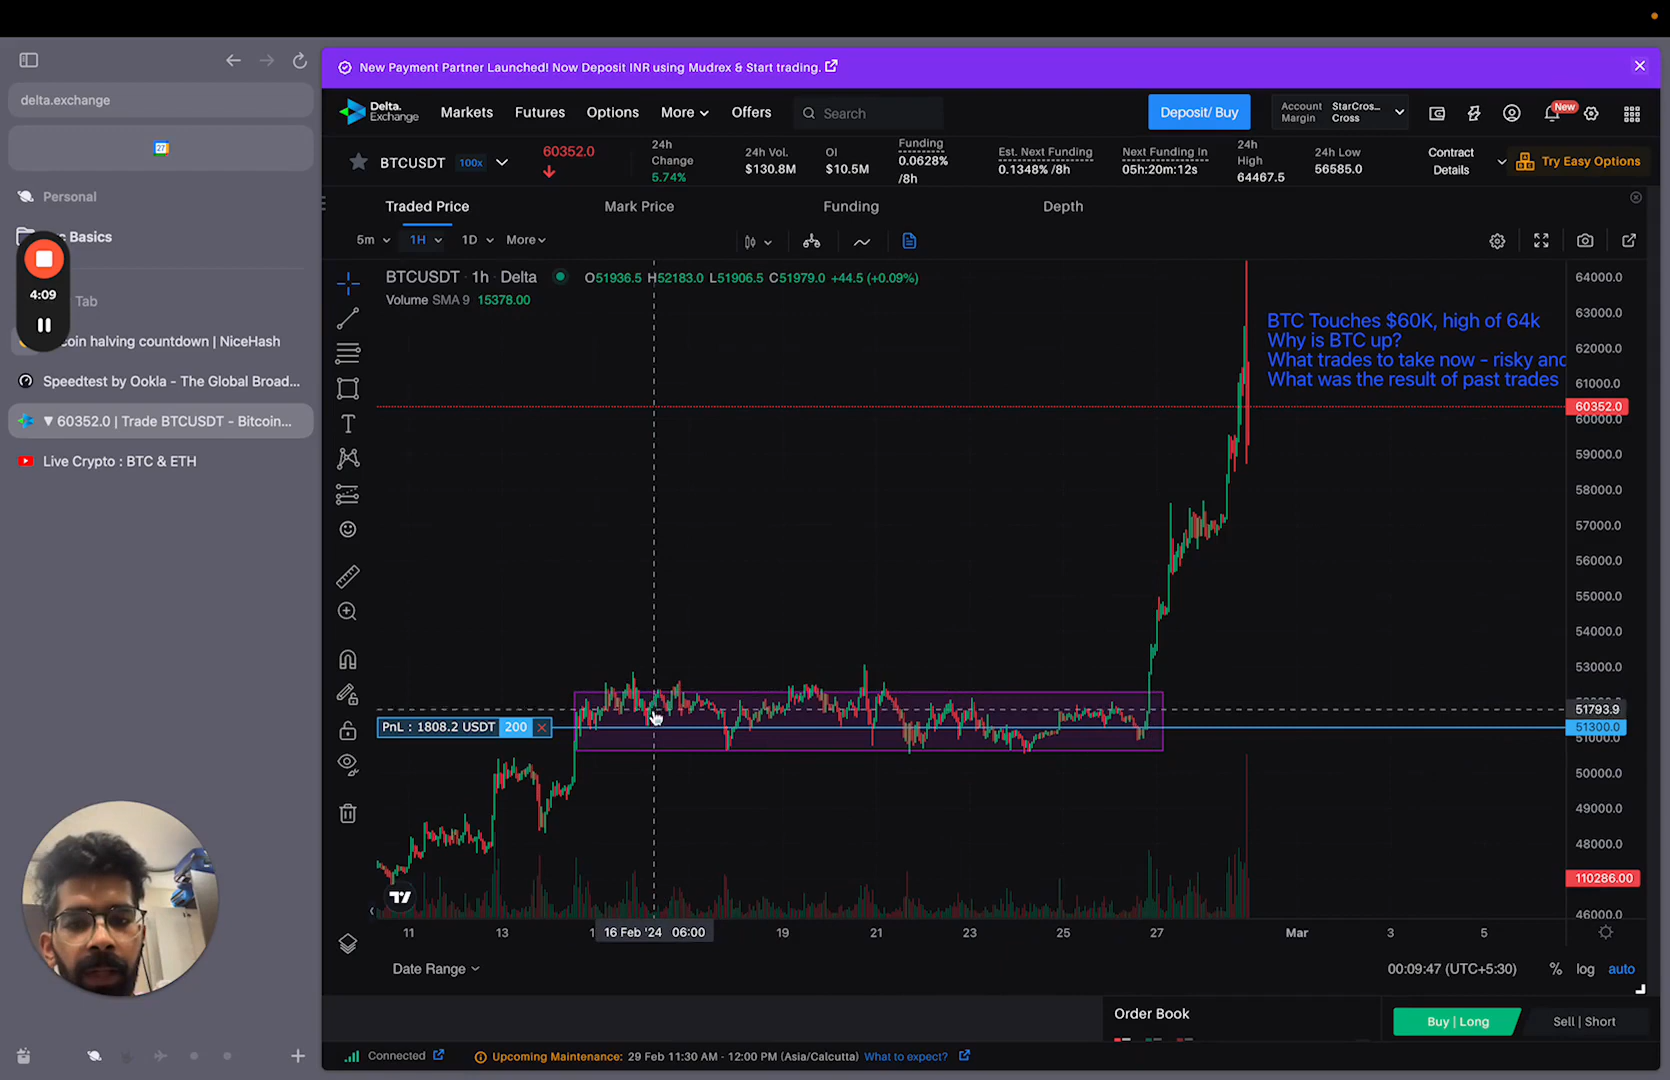 New Payment Partner Launched! Now Deposit INR using Mudrex & Start trading.
delta.exchange
27
Personal
c Basics
4:09
Tab
coin halving countdown | NiceHash
Speedtest by Ookla - The Global Broad...
▼ 60352.0 | Trade BTCUSDT - Bitcoin...
Live Crypto : BTC & ETH
Delta.
Exchange
Markets
Futures
Options
More
Offers
Search
Deposit/ Buy
Account
Margin
StarCros...
Cross
New
BTCUSDT
100x
60352.0
24h
Change
5.74%
24h Vol.
$130.8M
OI
$10.5M
Funding
0.0628%
/8h
Est. Next Funding
0.1348% /8h
Next Funding In
05h:20m:12s
24h
High
64467.5
24h Low
56585.0
Contract
Details
Try Easy Options
Traded Price
Mark Price
Funding
Depth
5m
1H
1D
More
BTCUSDT · 1h · Delta
O51936.5 H52183.0 L51906.5 C51979.0 +44.5 (+0.09%)
Volume SMA 9 15378.00
BTC Touches $60K, high of 64k
Why is BTC up?
What trades to take now - risky and
What was the result of past trades
64000.0
63000.0
62000.0
61000.0
60352.0
60000.0
59000.0
58000.0
57000.0
56000.0
55000.0
54000.0
53000.0
51793.9
51300.0
51000.0
50000.0
49000.0
48000.0
110286.00
46000.0
PnL : 1808.2 USDT
200
11
13
16 Feb '24 06:00
19
21
23
25
27
Mar
3
5
Date Range
00:09:47 (UTC+5:30)
%
log
auto
Order Book
Buy | Long
Sell | Short
Connected
Upcoming Maintenance: 29 Feb 11:30 AM - 12:00 PM (Asia/Calcutta)
What to expect?